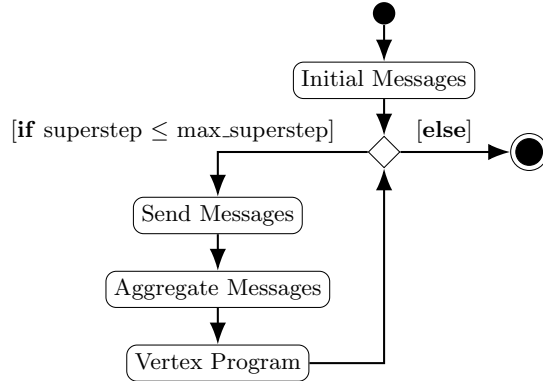 Initial Messages
[if superstep ≤ max_superstep]
[else]
Send Messages
Aggregate Messages
Vertex Program